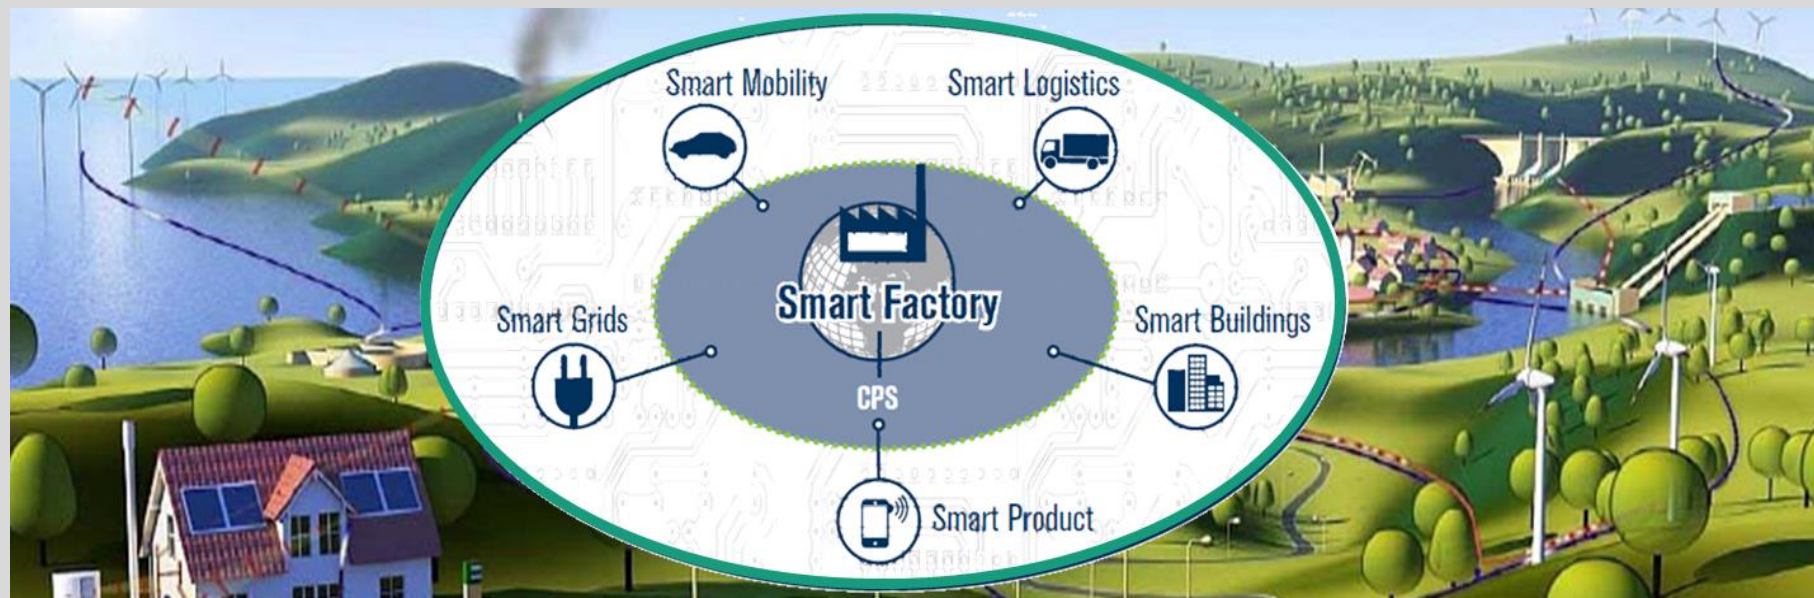 Smart Mobility
Smart Logistics
Smart Factory
Smart Grids
Smart Buildings
CPS
Smart Product